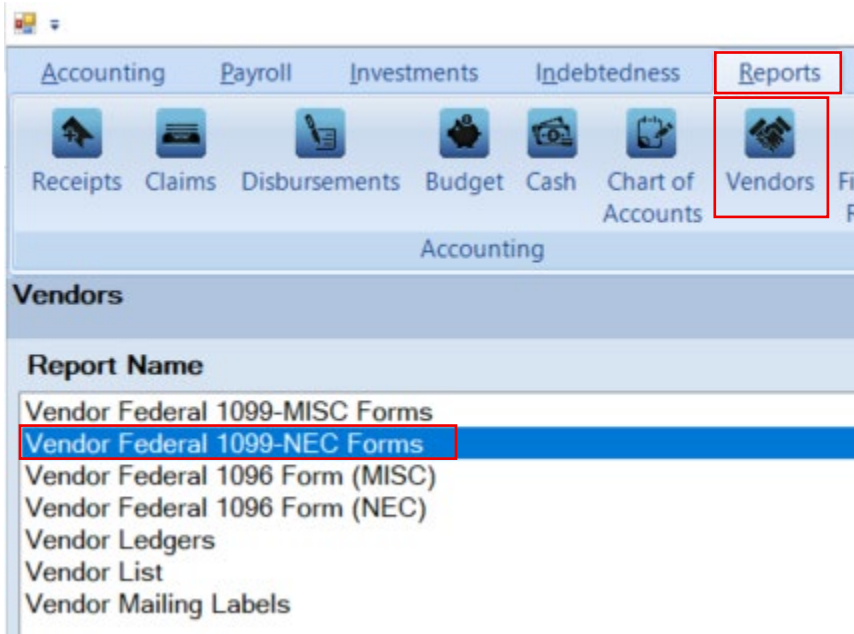 Accounting Payroll Investments Indebtedness Reports
Receipts Claims Disbursements Budget Cash Chart of Accounts Vendors
Accounting
Vendors
Report Name
Vendor Federal 1099-MISC Forms
Vendor Federal 1099-NEC Forms
Vendor Federal 1096 Form (MISC)
Vendor Federal 1096 Form (NEC)
Vendor Ledgers
Vendor List
Vendor Mailing Labels